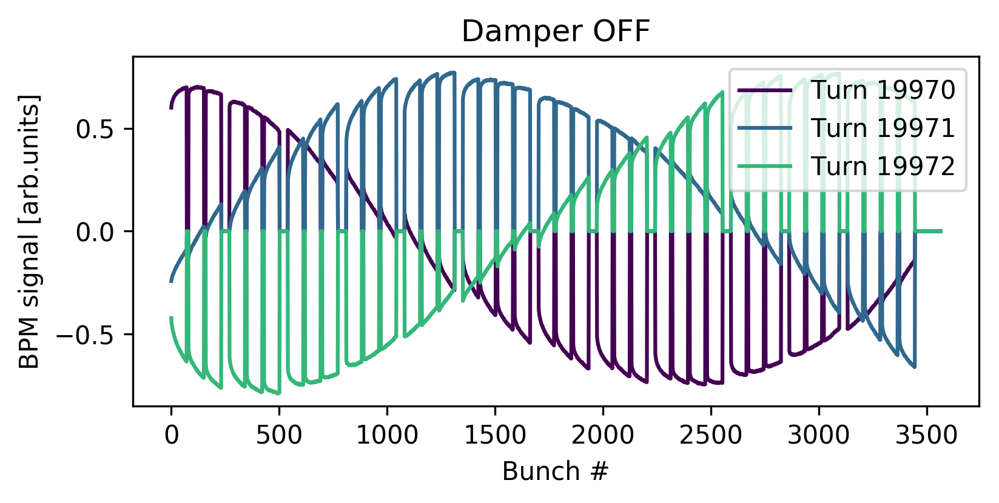 Damper OFF
BPM signal [arb.units]
0.5
0.0
−0.5
Turn 19970
Turn 19971
Turn 19972
0 500 1000 1500 2000 2500 3000 3500
Bunch #